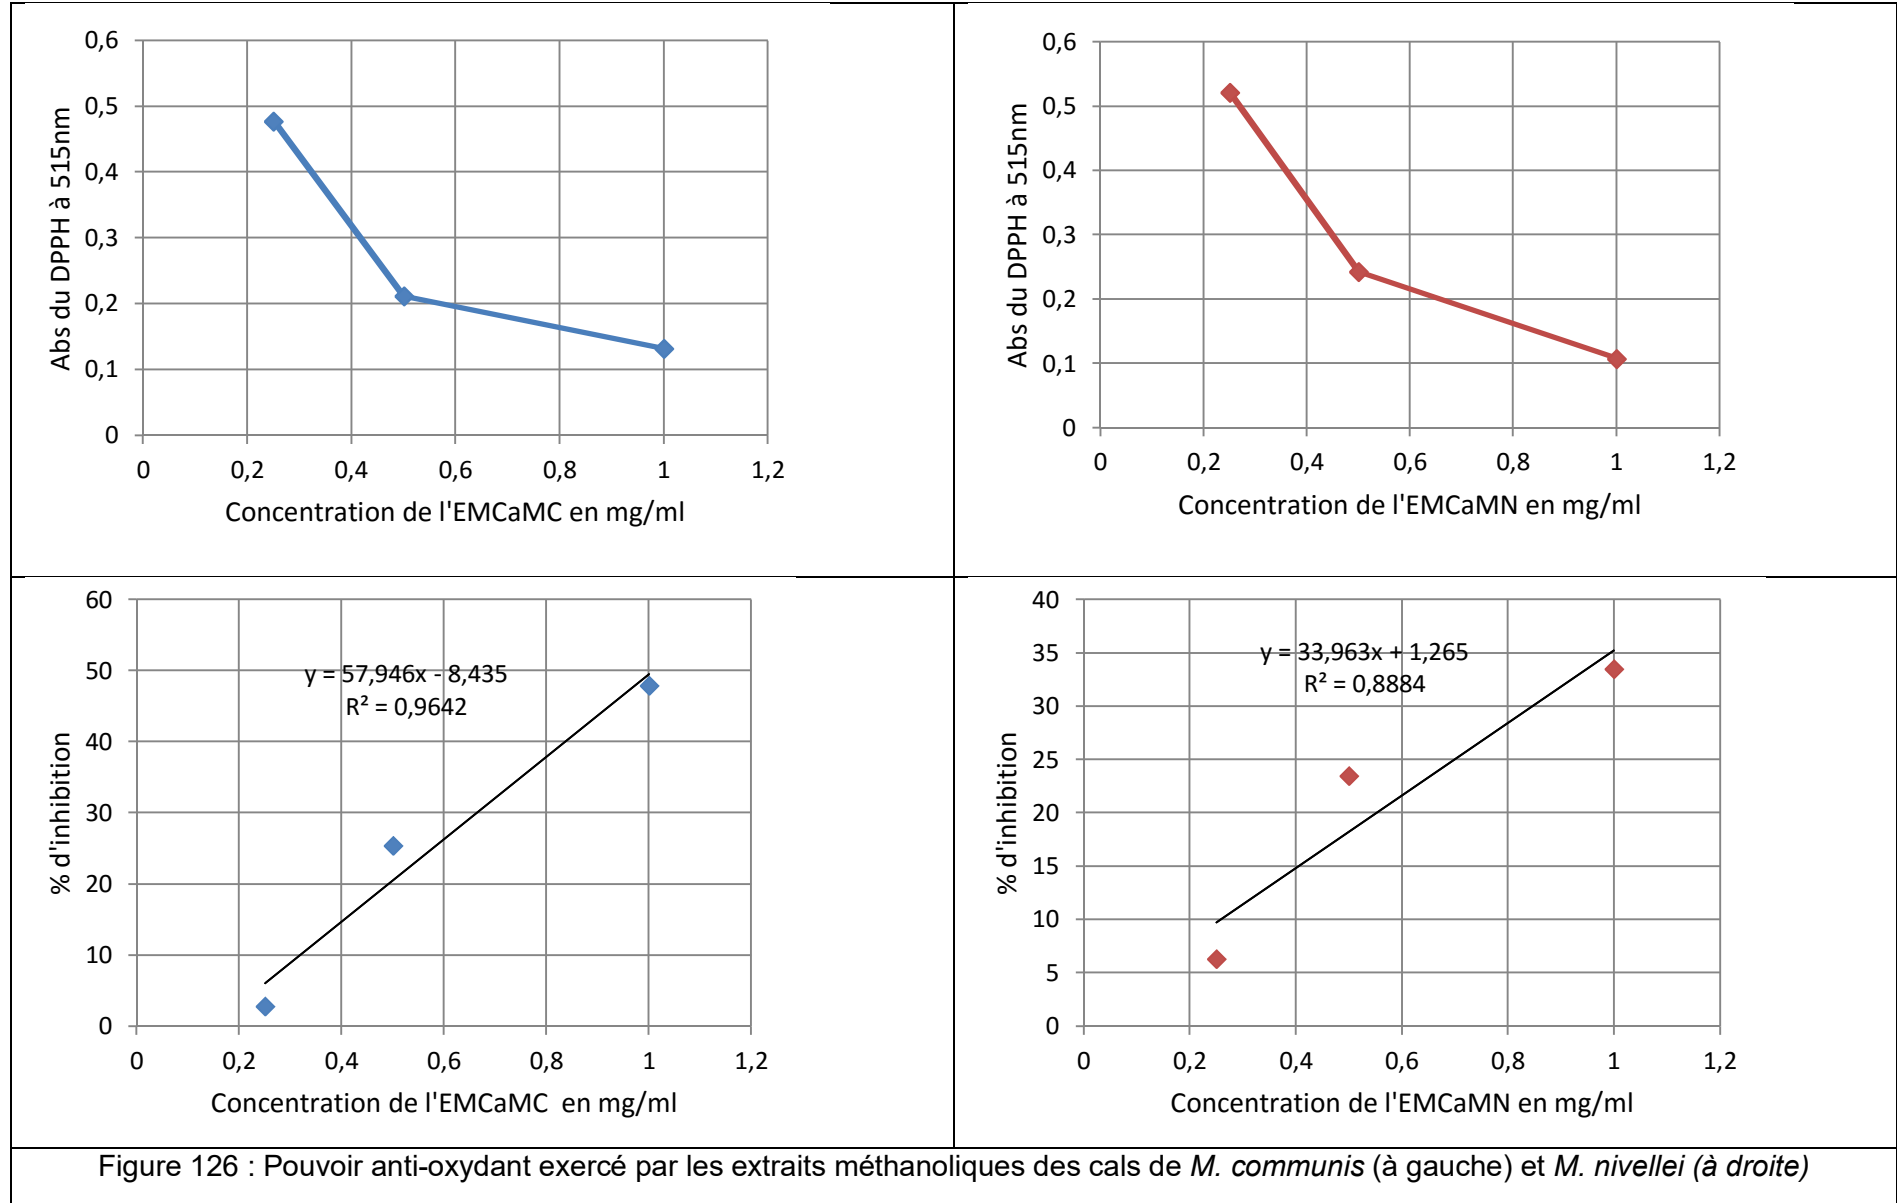 0,6
0,5
0,4
0,3
0,2
0,1
0
Abs du DPPH à 515nm
0 0,2 0,4 0,6 0,8 1 1,2
Concentration de l'EMCaMC en mg/ml
0,6
0,5
0,4
0,3
0,2
0,1
0
Abs du DPPH à 515nm
0 0,2 0,4 0,6 0,8 1 1,2
Concentration de l'EMCaMN en mg/ml
60
50
40
30
20
10
0
% d'inhibition
y = 57,946x - 8,435
R² = 0,9642
0 0,2 0,4 0,6 0,8 1 1,2
Concentration de l'EMCaMC en mg/ml
40
35
30
25
20
15
10
5
0
% d'inhibition
y = 33,963x + 1,265
R² = 0,8884
0 0,2 0,4 0,6 0,8 1 1,2
Concentration de l'EMCaMN en mg/ml
Figure 126 : Pouvoir anti-oxydant exercé par les extraits méthanoliques des cals de M. communis (à gauche) et M. nivellei (à droite)